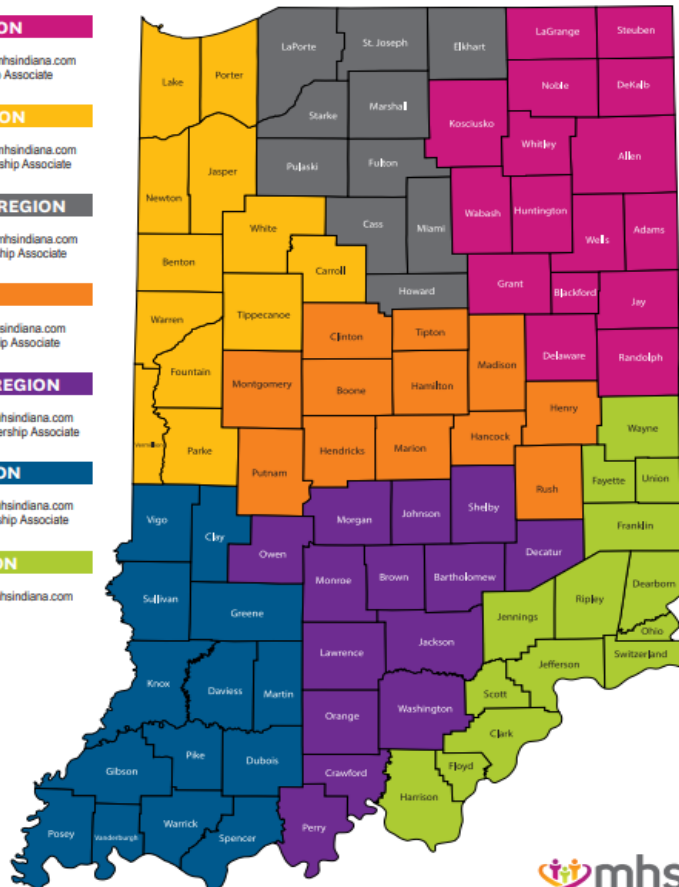 ON
mhsindiana.com
Associate
ON
mhsindiana.com
ship Associate
REGION
mhsindiana.com
hip Associate
sindiana.com
ip Associate
REGION
hsindiana.com
ership Associate
ON
hsindiana.com
ship Associate
ON
hsindiana.com
LaPorte
St. Joseph
Elkhart
LaGrange
Steuben
Lake
Porter
Noble
DeKalb
Starke
Marshall
Kosciusko
Whitley
Allen
Jasper
Pulaski
Fulton
Newton
White
Cass
Miami
Wabash
Huntington
Wells
Adams
Benton
Carroll
Howard
Grant
Blackford
Jay
Warren
Tippecanoe
Clinton
Tipton
Madison
Delaware
Randolph
Fountain
Montgomery
Boone
Hamilton
Henry
Wayne
Vermillion
Parke
Putnam
Hendricks
Marion
Hancock
Rush
Fayette
Union
Vigo
Clay
Owen
Morgan
Johnson
Shelby
Decatur
Franklin
Sullivan
Greene
Monroe
Brown
Bartholomew
Jennings
Ripley
Dearborn
Ohio
Switzerland
Knox
Daviess
Martin
Lawrence
Jackson
Jefferson
Scott
Orange
Washington
Clark
Gibson
Pike
Dubois
Crawford
Floyd
Harrison
Posey
Vanderburgh
Warrick
Spencer
Perry
mhs